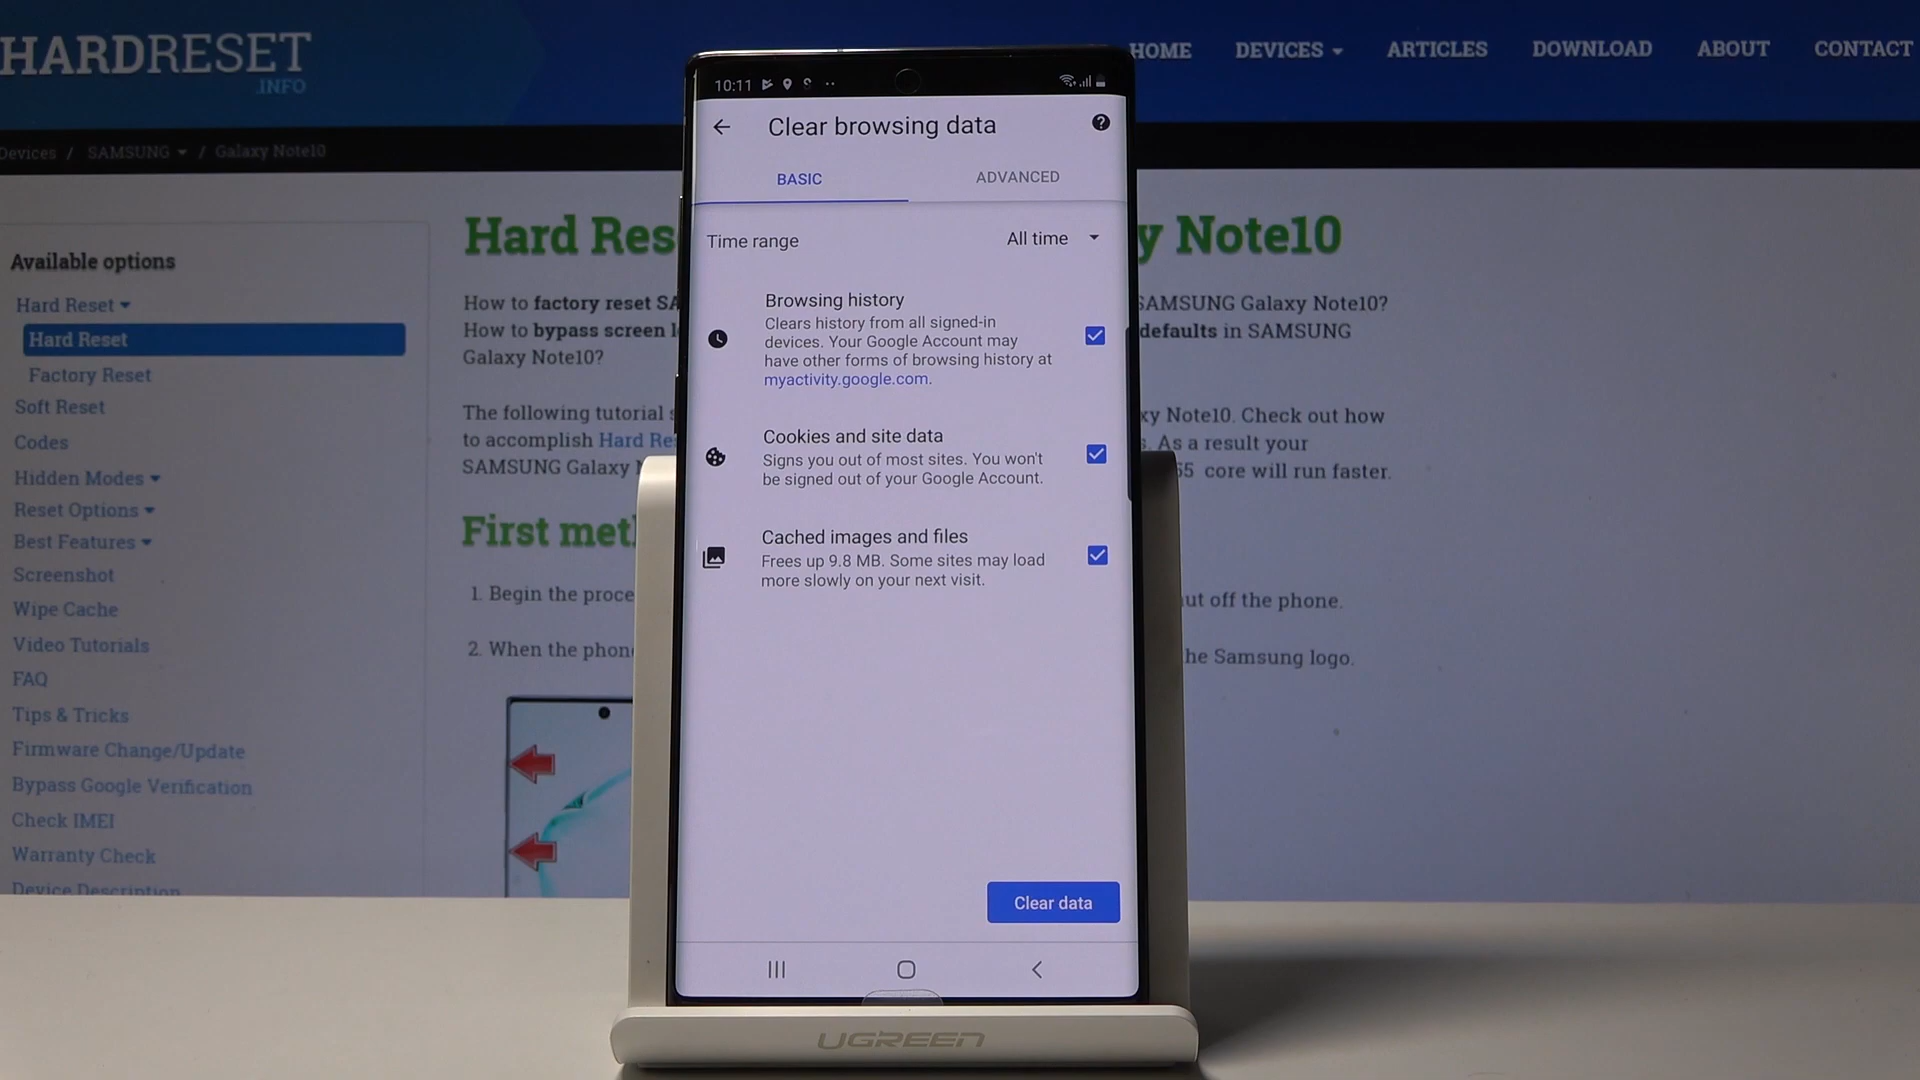 HARDRESET
.INFO
HOME DEVICES ARTICLES DOWNLOAD ABOUT CONTACT
Devices / SAMSUNG / Galaxy Note10
Available options
Hard Reset
Hard Reset
Factory Reset
Soft Reset
Codes
Hidden Modes
Reset Options
Best Features
Screenshot
Wipe Cache
Video Tutorials
FAQ
Tips & Tricks
Firmware Change/Update
Bypass Google Verification
Check IMEI
Warranty Check
Device Description
Hard Res
y Note10
How to factory reset SA
SAMSUNG Galaxy Note10?
How to bypass screen l
defaults in SAMSUNG
Galaxy Note10?
The following tutorial s
xy Note10. Check out how
to accomplish Hard Re
s. As a result your
SAMSUNG Galaxy
core will run faster.
First met
1. Begin the proce
ut off the phone.
2. When the phon
he Samsung logo.
10:11
Clear browsing data
BASIC ADVANCED
Time range All time
Browsing history
Clears history from all signed-in
devices. Your Google Account may
have other forms of browsing history at
myactivity.google.com.
Cookies and site data
Signs you out of most sites. You won't
be signed out of your Google Account.
Cached images and files
Frees up 9.8 MB. Some sites may load
more slowly on your next visit.
Clear data
UGREEN